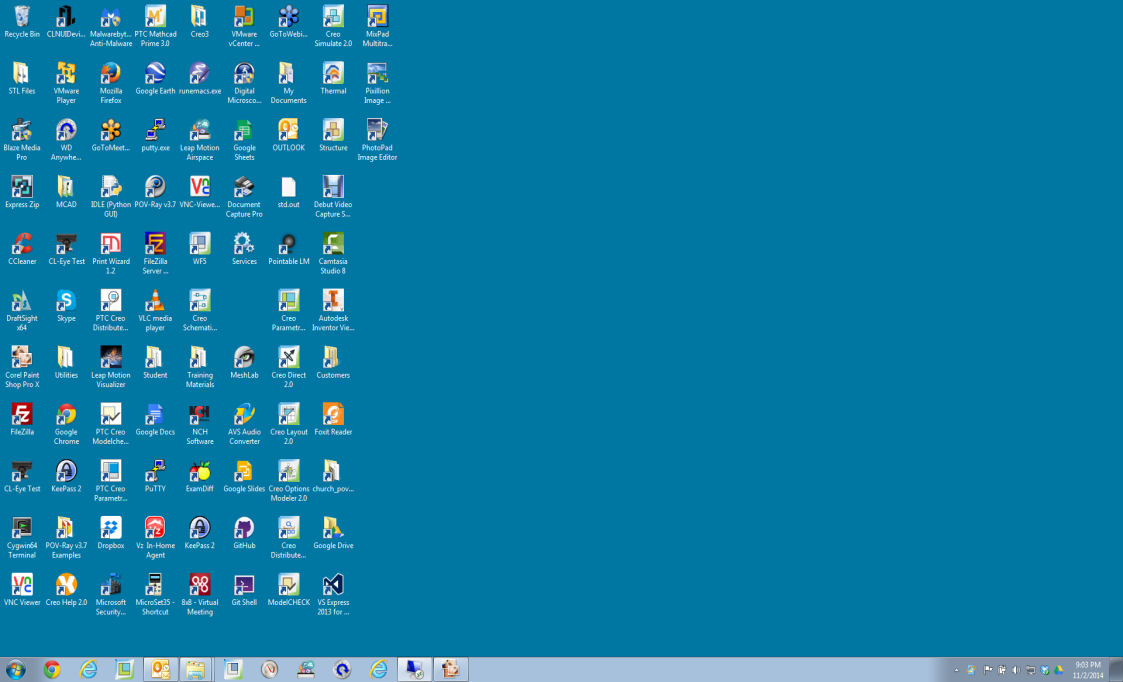 Recycle Bin
CLNUIDevi...
Malwarebyt...
Anti-Malware
PTC Mathcad
Prime 3.0
Creo3
VMware
vCenter ...
GoToWebi...
Creo
Simulate 2.0
MixPad
Multitra...
STL Files
VMware
Player
Mozilla
Firefox
Google Earth
runemacs.exe
Digital
Microsco...
My
Documents
Thermal
Pixillion
Image ...
Blaze Media
Pro
WD
Anywhe...
GoToMeet...
putty.exe
Leap Motion
Airspace
Google
Sheets
OUTLOOK
Structure
PhotoPad
Image Editor
Express Zip
MCAD
IDLE (Python
GUI)
POV-Ray v3.7
VNC-Viewe...
Document
Capture Pro
std.out
Debut Video
Capture S...
CCleaner
CL-Eye Test
Print Wizard
1.2
FileZilla
Server ...
WF5
Services
Pointable LM
Camtasia
Studio 8
DraftSight
x64
Skype
PTC Creo
Distribute...
VLC media
player
Creo
Schemati...
Creo
Parametr...
Autodesk
Inventor Vie...
Corel Paint
Shop Pro X
Utilities
Leap Motion
Visualizer
Student
Training
Materials
MeshLab
Creo Direct
2.0
Customers
FileZilla
Google
Chrome
PTC Creo
Modelche...
Google Docs
NCH
Software
AVS Audio
Converter
Creo Layout
2.0
Foxit Reader
CL-Eye Test
KeePass 2
PTC Creo
Parametr...
PuTTY
ExamDiff
Google Slides
Creo Options
Modeler 2.0
church_pov...
Cygwin64
Terminal
POV-Ray v3.7
Examples
Dropbox
Vz In-Home
Agent
KeePass 2
GitHub
Creo
Distribute...
Google Drive
VNC Viewer
Creo Help 2.0
Microsoft
Security...
MicroSet35 -
Shortcut
8x8 - Virtual
Meeting
Git Shell
ModelCHECK
VS Express
2013 for ...
9:03 PM
11/2/2014